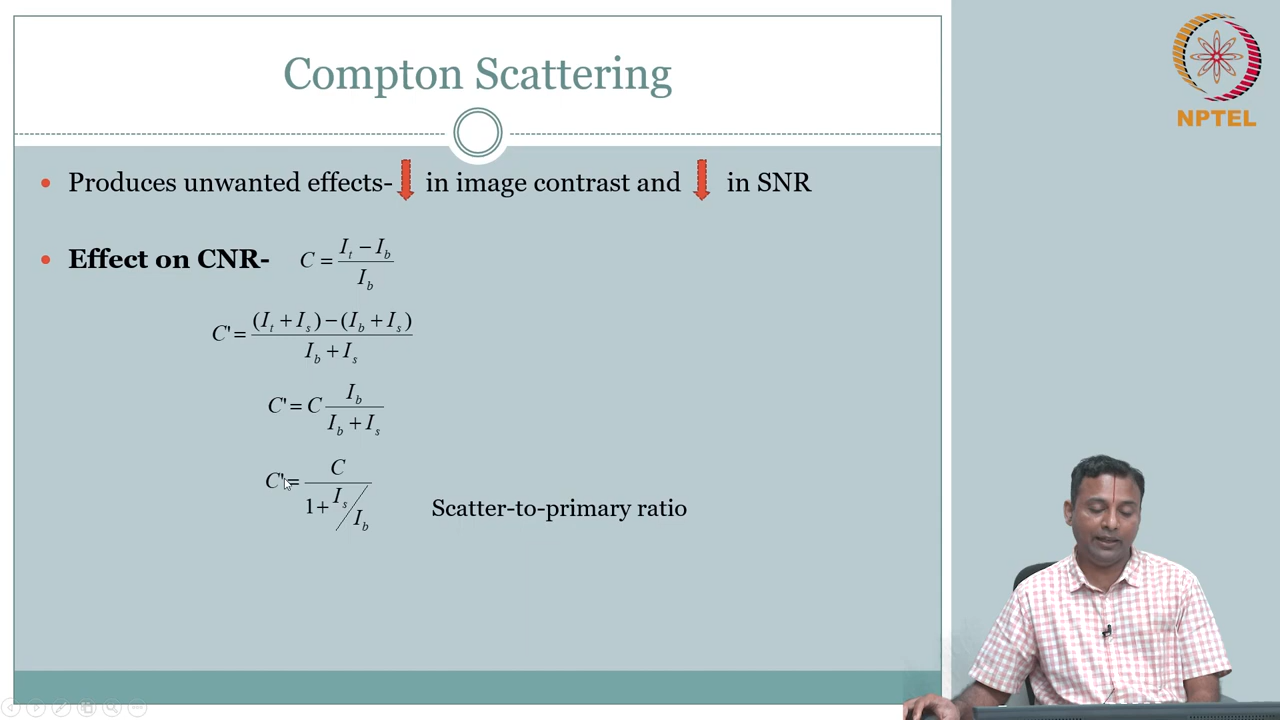 Compton Scattering
NPTEL
• Produces unwanted effects- in image contrast and in SNR
• Effect on CNR- C = (I_t − I_b) / I_b
C' = ((I_t + I_s) − (I_b + I_s)) / (I_b + I_s)
C' = C I_b / (I_b + I_s)
C' = C / (1 + I_s / I_b)
Scatter-to-primary ratio